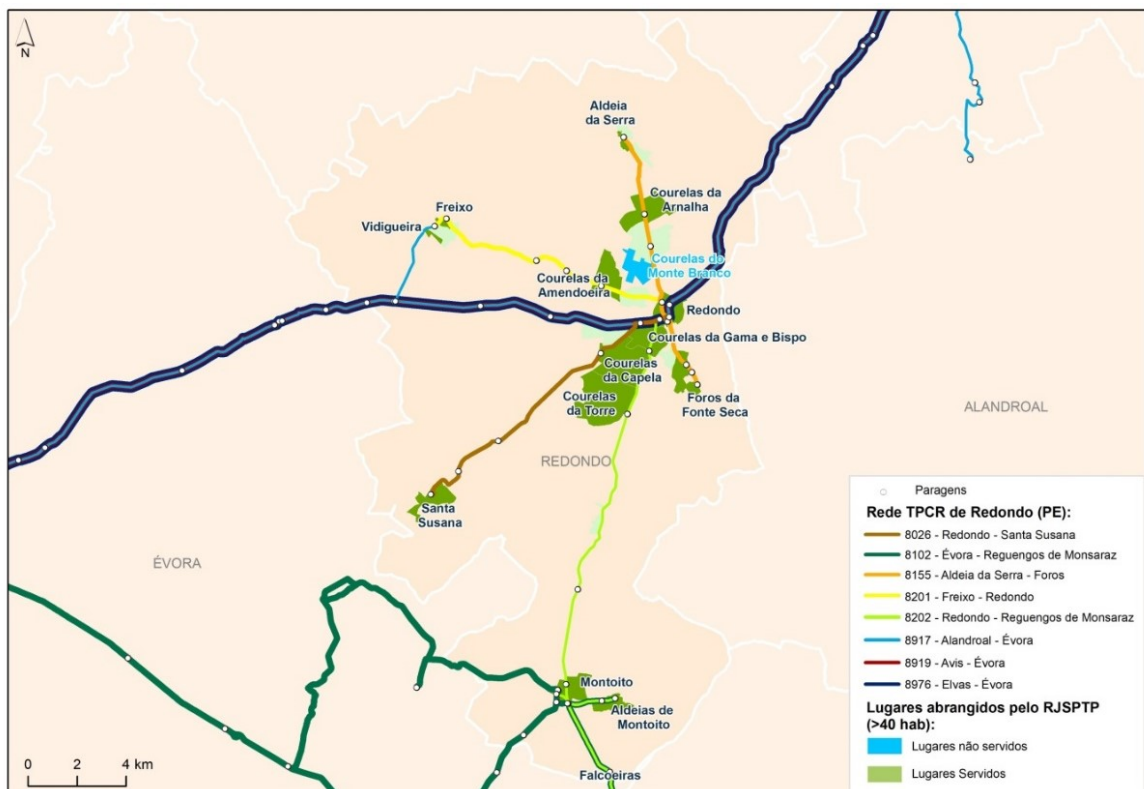 N
Aldeia
da Serra
Courelas da
Arnalha
Freixo
Vidigueira
Courelas do
Monte Branco
Courelas da
Amendoeira
Redondo
Courelas da Gama e Bispo
Courelas
da Capela
Courelas
da Torre
Foros da
Fonte Seca
ALANDROAL
REDONDO
Santa
Susana
ÉVORA
Montoito
Aldeias de
Montoito
Falcoeiras
0 2 4 km
Paragens
Rede TPCR de Redondo (PE):
8026 - Redondo - Santa Susana
8102 - Évora - Reguengos de Monsaraz
8155 - Aldeia da Serra - Foros
8201 - Freixo - Redondo
8202 - Redondo - Reguengos de Monsaraz
8917 - Alandroal - Évora
8919 - Avis - Évora
8976 - Elvas - Évora
Lugares abrangidos pelo RJSPTP
(>40 hab):
Lugares não servidos
Lugares Servidos